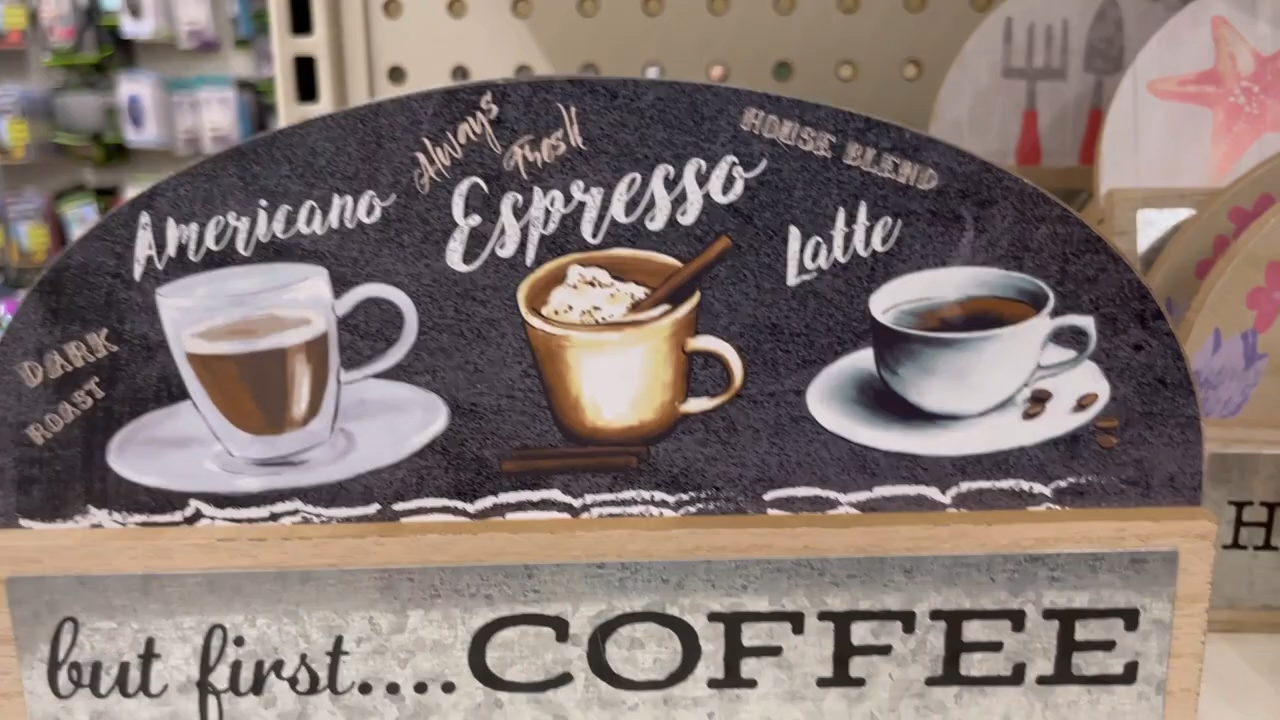 Always
Fresh
HOUSE BLEND
Americano
Espresso
Latte
DARK
ROAST
but first....COFFEE
H